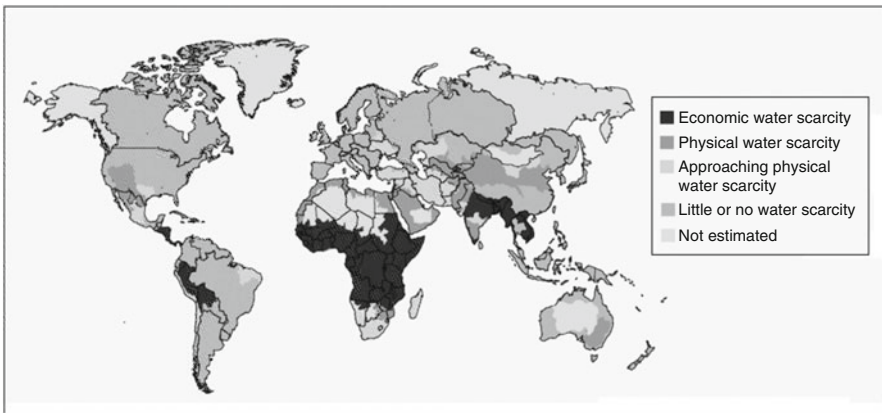 Economic water scarcity
Physical water scarcity
Approaching physical
water scarcity
Little or no water scarcity
Not estimated